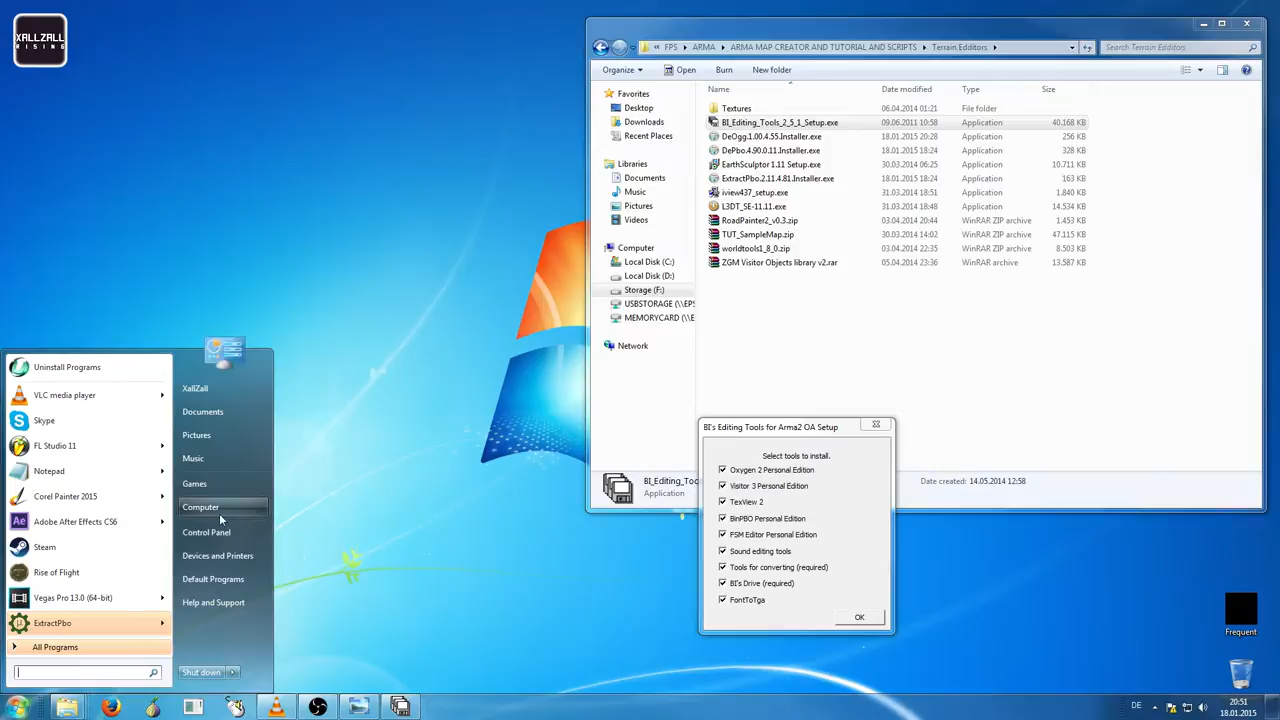 XALLZALL
RISING
FPS
ARMA
ARMA MAP CREATOR AND TUTORIAL AND SCRIPTS
Terrain Edditors
Search Terrain Edditors
Organize
Open
Burn
New folder
Favorites
Desktop
Downloads
Recent Places
Libraries
Documents
Music
Pictures
Videos
Computer
Local Disk (C:)
Local Disk (D:)
Storage (F:)
USBSTORAGE (\\EPS
MEMORYCARD (\\E
Network
Name Date modified Type Size
Textures 06.04.2014 01:21 File folder
BI_Editing_Tools_2_5_1_Setup.exe 09.06.2011 10:58 Application 40.168 KB
DeOgg.1.00.4.55.Installer.exe 18.01.2015 20:28 Application 256 KB
DePbo.4.90.0.11.Installer.exe 18.01.2015 18:24 Application 328 KB
EarthSculptor 1.11 Setup.exe 30.03.2014 06:25 Application 10.711 KB
ExtractPbo.2.11.4.81.Installer.exe 18.01.2015 18:24 Application 163 KB
iview437_setup.exe 31.03.2014 18:51 Application 1.840 KB
L3DT_SE-11.11.exe 31.03.2014 18:48 Application 14.534 KB
RoadPainter2_v0.3.zip 03.04.2014 20:44 WinRAR ZIP archive 1.453 KB
TUT_SampleMap.zip 30.03.2014 14:02 WinRAR ZIP archive 47.115 KB
worldtools1_8_0.zip 03.04.2014 22:35 WinRAR ZIP archive 8.503 KB
ZGM Visitor Objects library v2.rar 05.04.2014 23:36 WinRAR archive 13.587 KB
BI_Editing_Too
Application
Date created: 14.05.2014 12:58
BI's Editing Tools for Arma2 OA Setup
Select tools to install.
Oxygen 2 Personal Edition
Visitor 3 Personal Edition
TexView 2
BinPBO Personal Edition
FSM Editor Personal Edition
Sound editing tools
Tools for converting (required)
BI's Drive (required)
FontToTga
OK
Uninstall Programs
VLC media player
Skype
FL Studio 11
Notepad
Corel Painter 2015
Adobe After Effects CS6
Steam
Rise of Flight
Vegas Pro 13.0 (64-bit)
ExtractPbo
All Programs
XallZall
Documents
Pictures
Music
Games
Computer
Control Panel
Devices and Printers
Default Programs
Help and Support
Shut down
Frequent
DE
20:51
18.01.2015